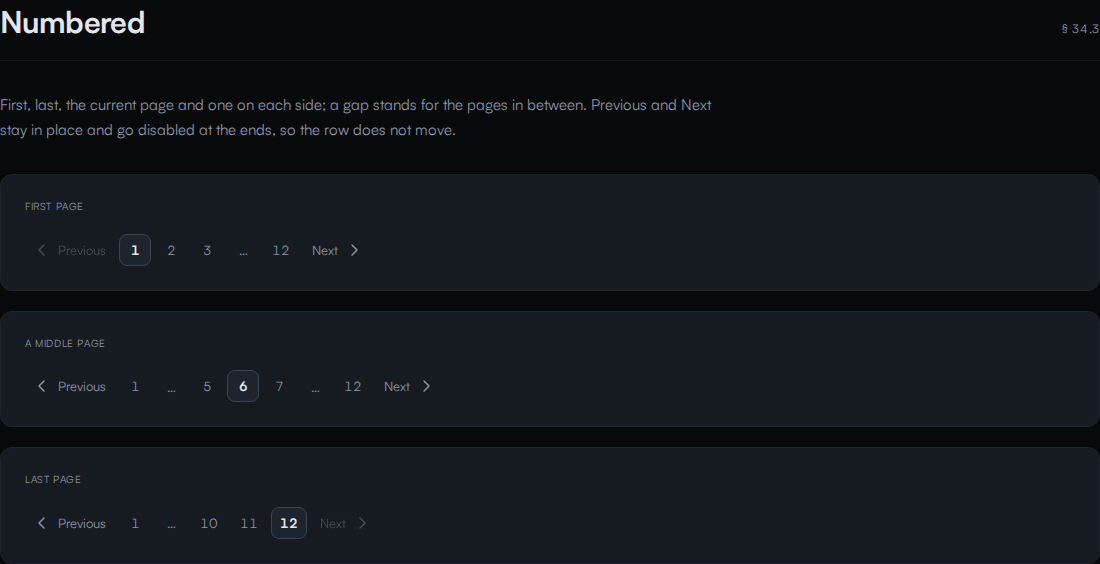 Numbered
§ 34.3
First, last, the current page and one on each side; a gap stands for the pages in between. Previous and Next
stay in place and go disabled at the ends, so the row does not move.
FIRST PAGE
Previous 1 2 3 … 12 Next
A MIDDLE PAGE
Previous 1 … 5 6 7 … 12 Next
LAST PAGE
Previous 1 … 10 11 12 Next